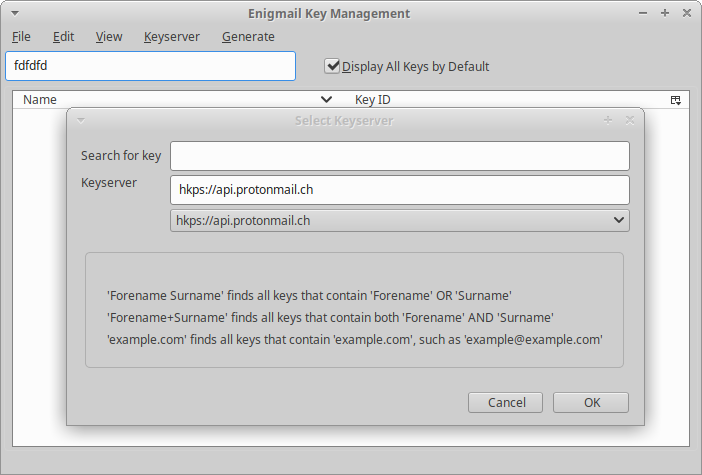 Enigmail Key Management
File Edit View Keyserver Generate
fdfdfd
Display All Keys by Default
Name Key ID
Select Keyserver
Search for key
Keyserver hkps://api.protonmail.ch
hkps://api.protonmail.ch
'Forename Surname' finds all keys that contain 'Forename' OR 'Surname'
'Forename+Surname' finds all keys that contain both 'Forename' AND 'Surname'
'example.com' finds all keys that contain 'example.com', such as 'example@example.com'
Cancel OK